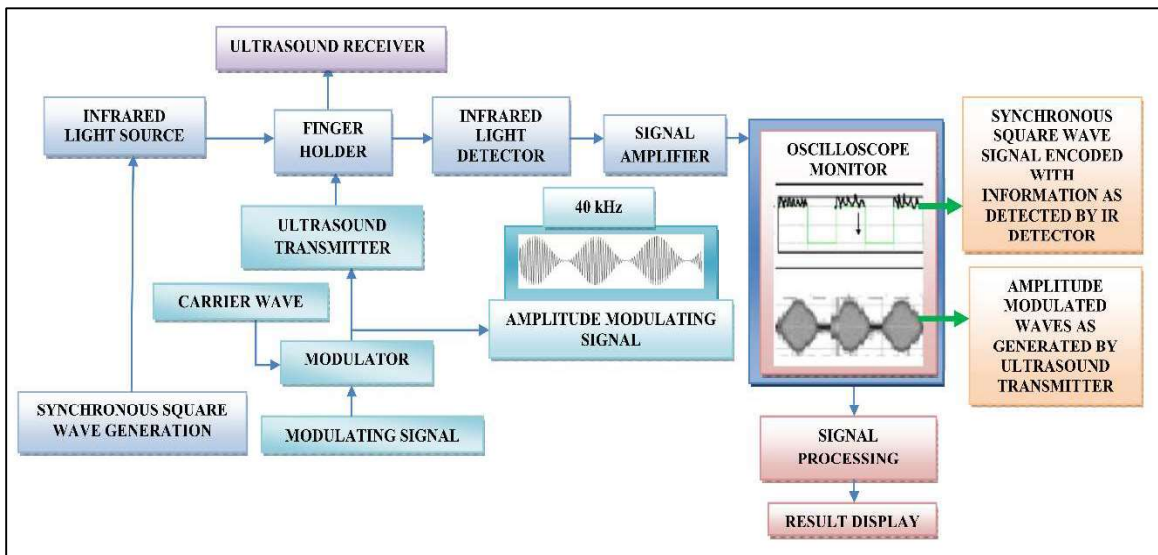 ULTRASOUND RECEIVER
INFRARED
LIGHT SOURCE
FINGER
HOLDER
INFRARED
LIGHT
DETECTOR
SIGNAL
AMPLIFIER
OSCILLOSCOPE
MONITOR
SYNCHRONOUS
SQUARE WAVE
SIGNAL ENCODED
WITH
INFORMATION AS
DETECTED BY IR
DETECTOR
ULTRASOUND
TRANSMITTER
40 kHz
CARRIER WAVE
AMPLITUDE MODULATING
SIGNAL
AMPLITUDE
MODULATED
WAVES AS
GENERATED BY
ULTRASOUND
TRANSMITTER
MODULATOR
SYNCHRONOUS SQUARE
WAVE GENERATION
MODULATING SIGNAL
SIGNAL
PROCESSING
RESULT DISPLAY